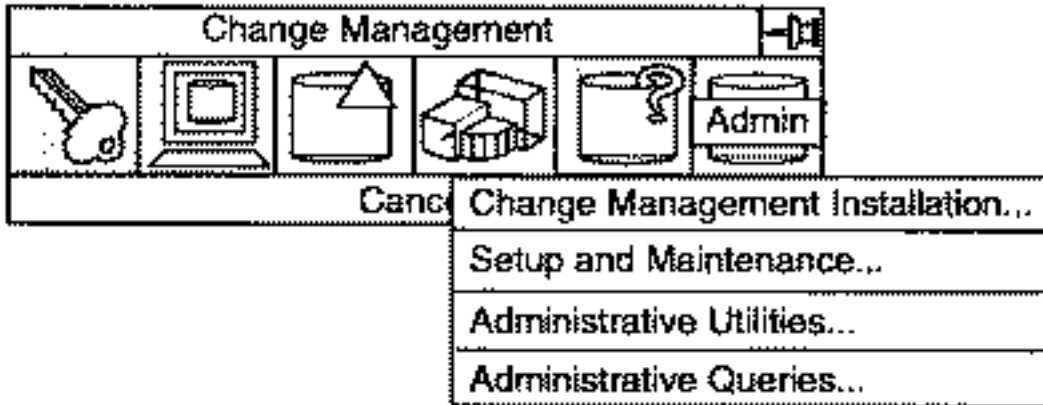 Change Management
Admin
Canc
Change Management Installation...
Setup and Maintenance...
Administrative Utilities...
Administrative Queries...